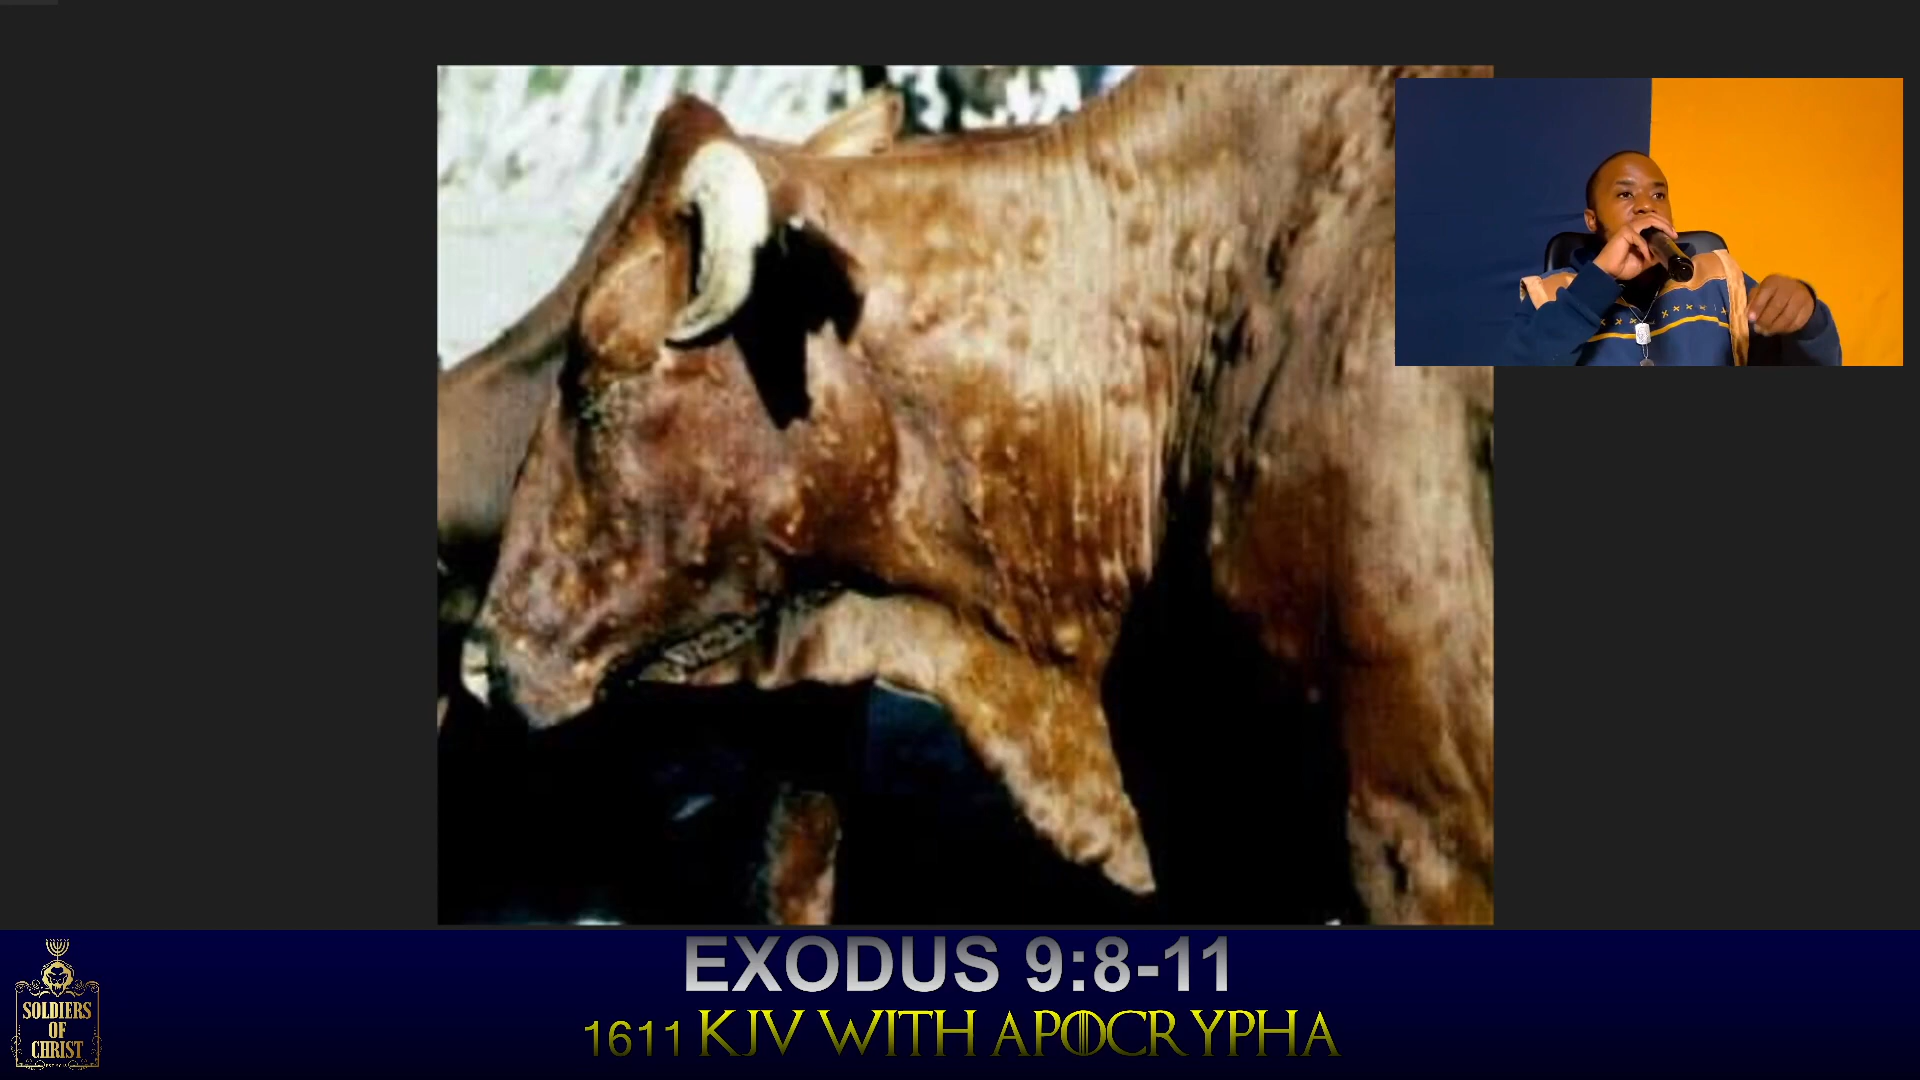 EXODUS 9:8-11
1611 KJV WITH APOCRYPHA
SOLDIERS
OF
CHRIST